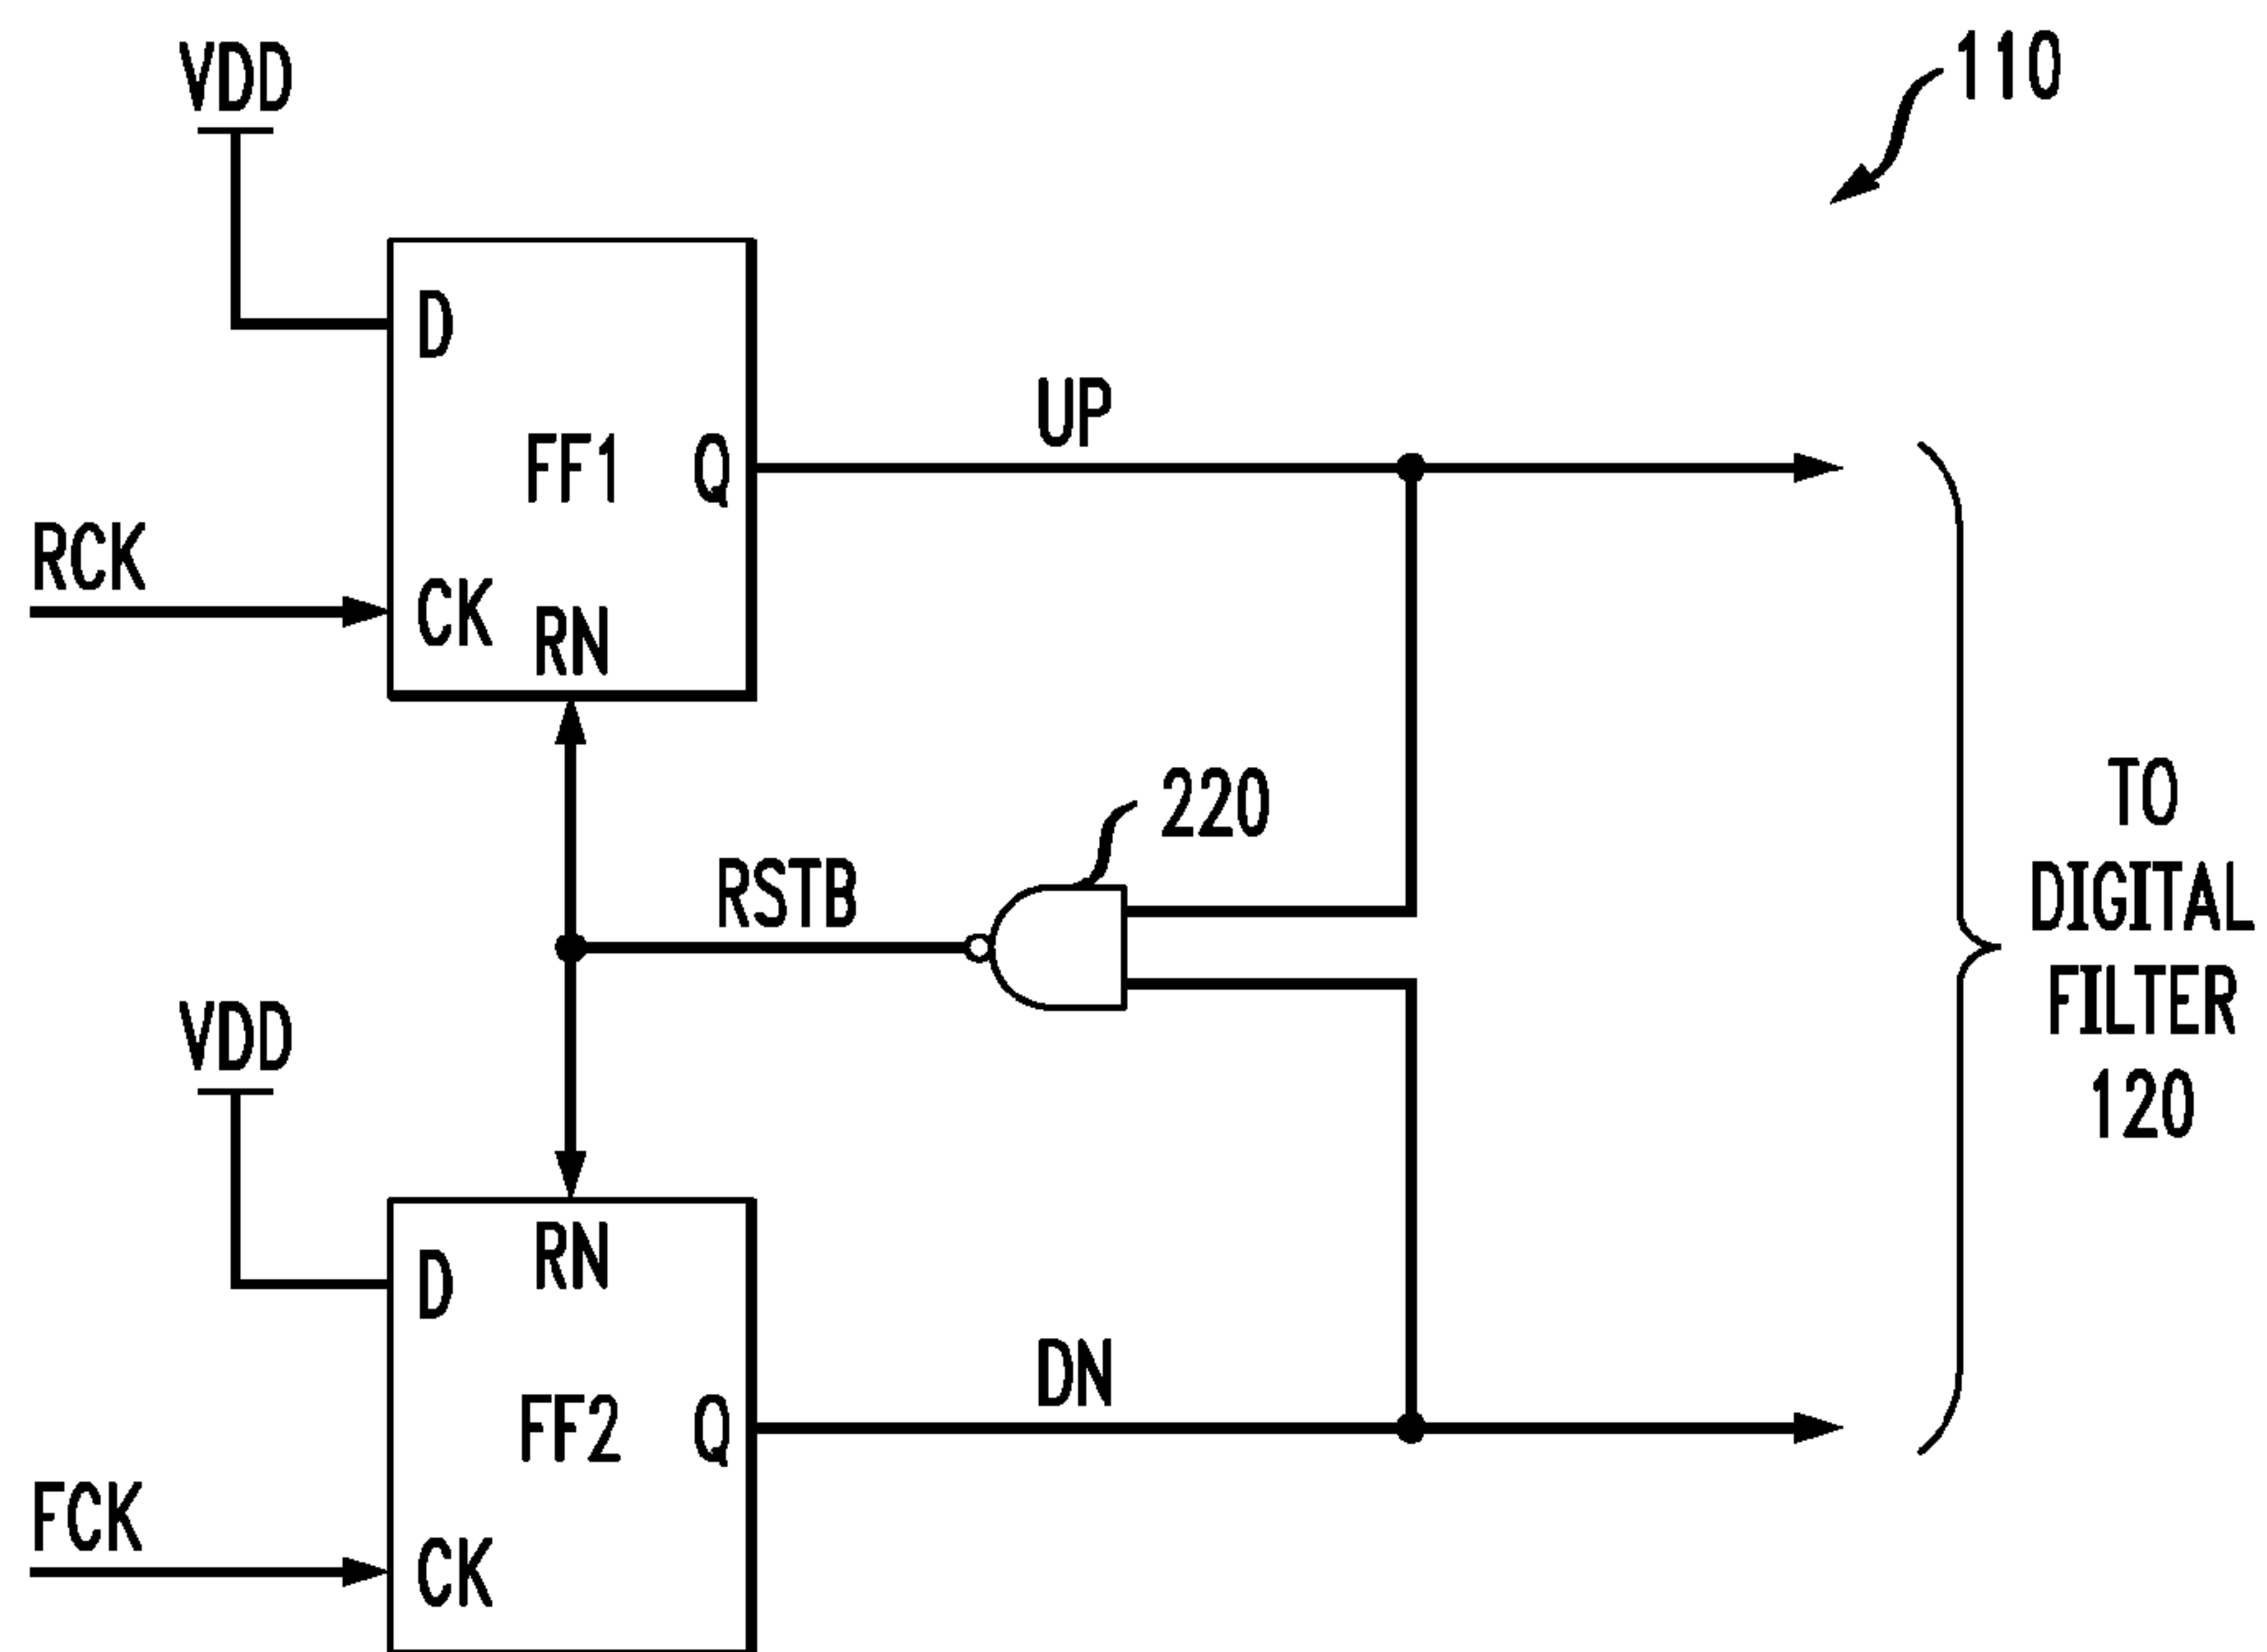 VDD
110
D
FF1
Q
UP
RCK
CK
RN
220
RSTB
TO
DIGITAL
FILTER
120
VDD
RN
D
FF2
Q
DN
FCK
CK